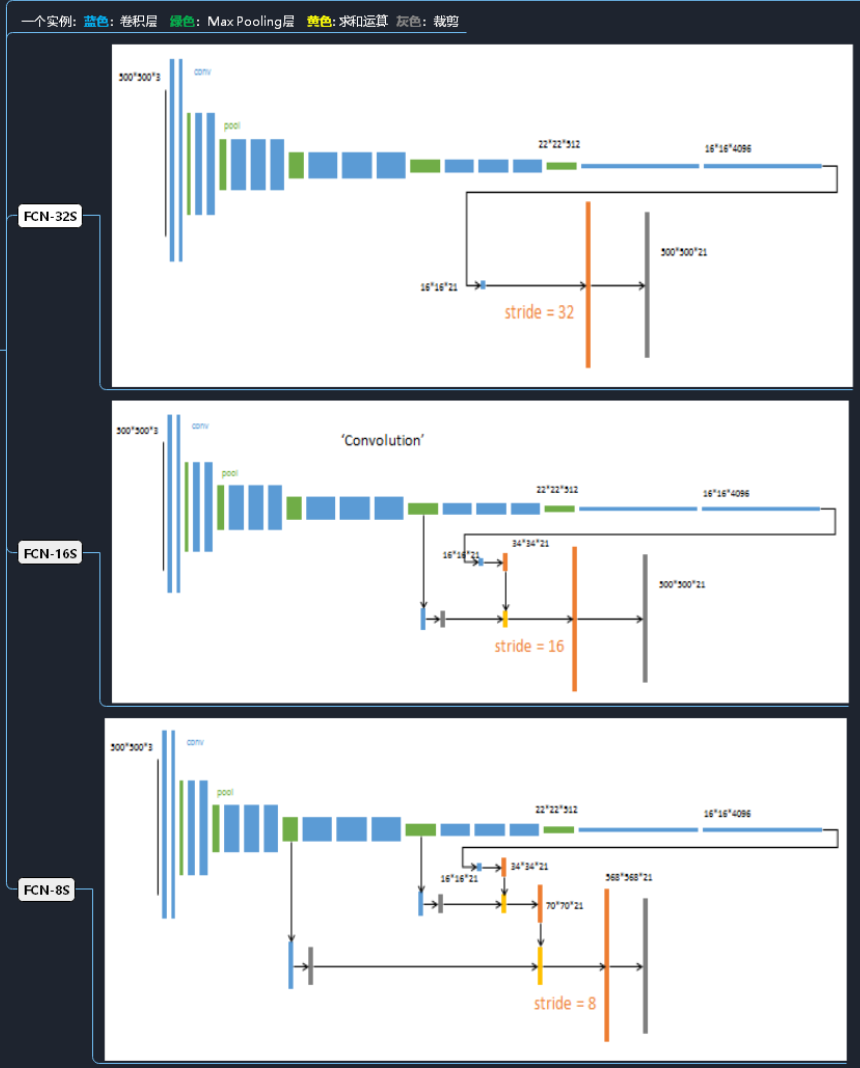 一个实例: 蓝色: 卷积层 绿色: Max Pooling层 黄色: 求和运算 灰色: 裁剪
FCN-32S
500*500*3
conv
pool
22*22*512
16*16*4096
16*16*21
500*500*21
stride = 32
FCN-16S
500*500*3
conv
'Convolution'
pool
22*22*512
16*16*4096
16*16*21
34*34*21
500*500*21
stride = 16
FCN-8S
500*500*3
conv
pool
22*22*512
16*16*4096
16*16*21
34*34*21
568*568*21
70*70*21
stride = 8